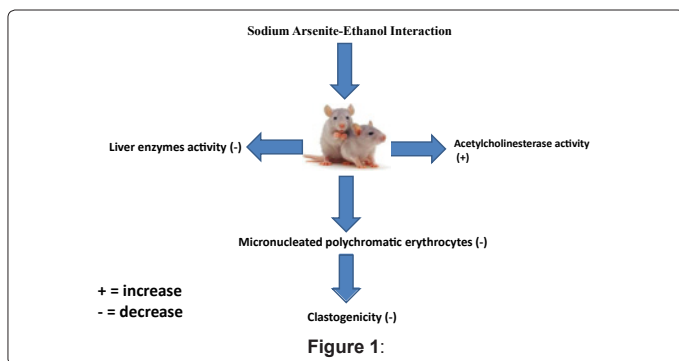 Sodium Arsenite-Ethanol Interaction
Liver enzymes activity (-)
Acetylcholinesterase activity
(+)
Micronucleated polychromatic erythrocytes (-)
+ = increase
- = decrease
Clastogenicity (-)
Figure 1: